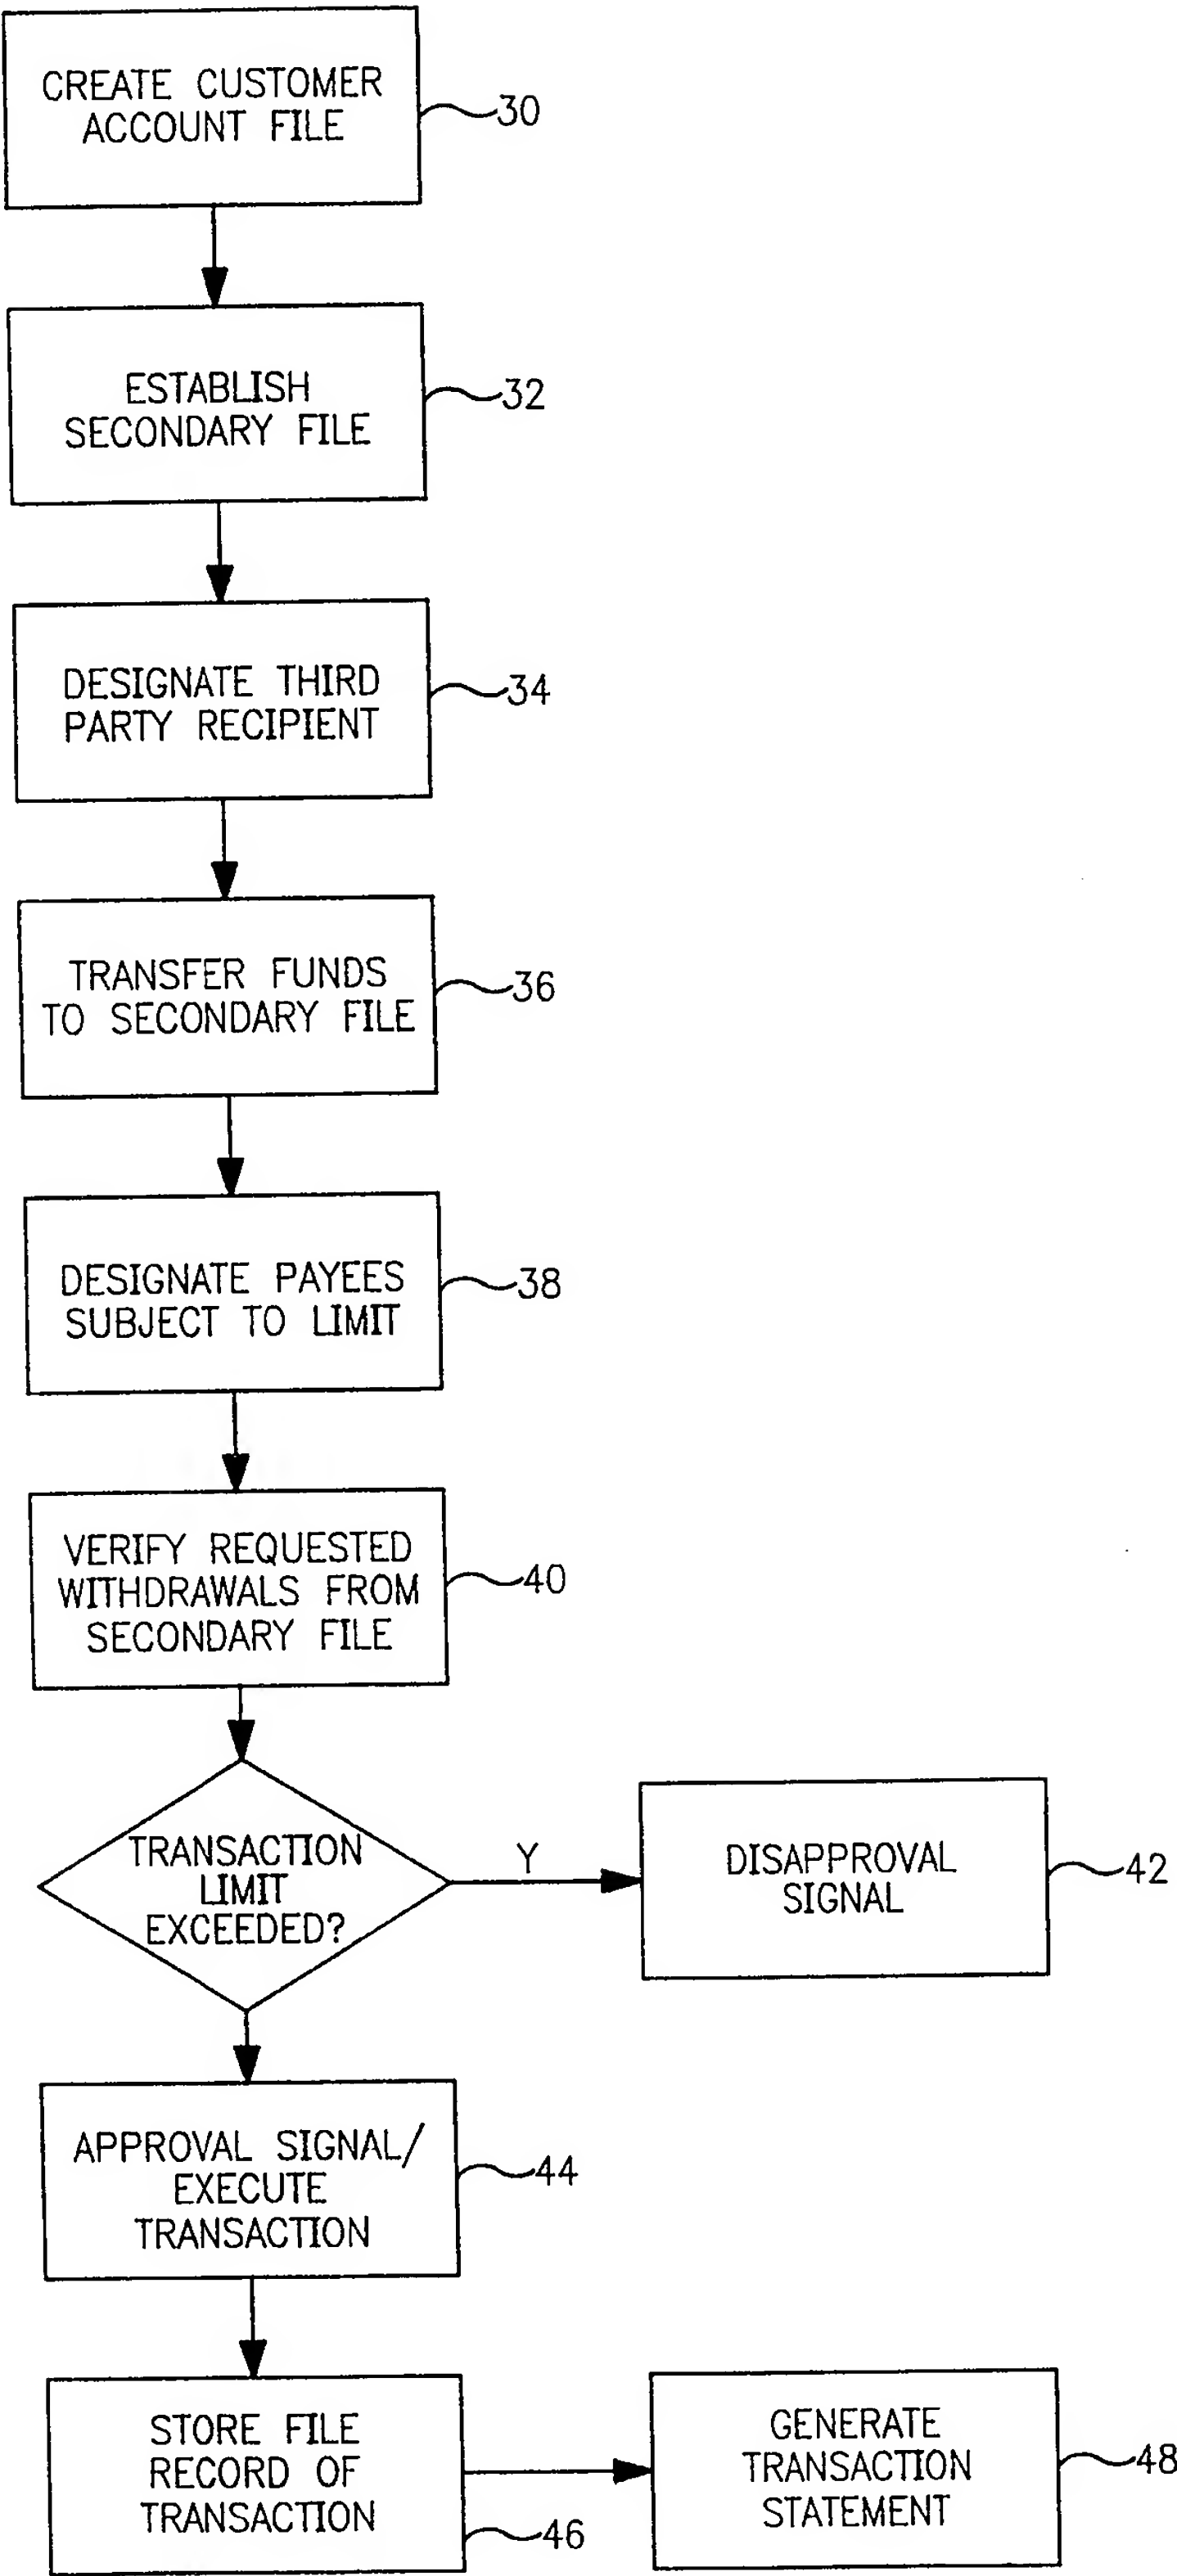 CREATE CUSTOMER
ACCOUNT FILE
30
ESTABLISH
SECONDARY FILE
32
DESIGNATE THIRD
PARTY RECIPIENT
34
TRANSFER FUNDS
TO SECONDARY FILE
36
DESIGNATE PAYEES
SUBJECT TO LIMIT
38
VERIFY REQUESTED
WITHDRAWALS FROM
SECONDARY FILE
40
TRANSACTION
LIMIT
EXCEEDED?
Y
DISAPPROVAL
SIGNAL
42
APPROVAL SIGNAL/
EXECUTE
TRANSACTION
44
STORE FILE
RECORD OF
TRANSACTION
46
GENERATE
TRANSACTION
STATEMENT
48